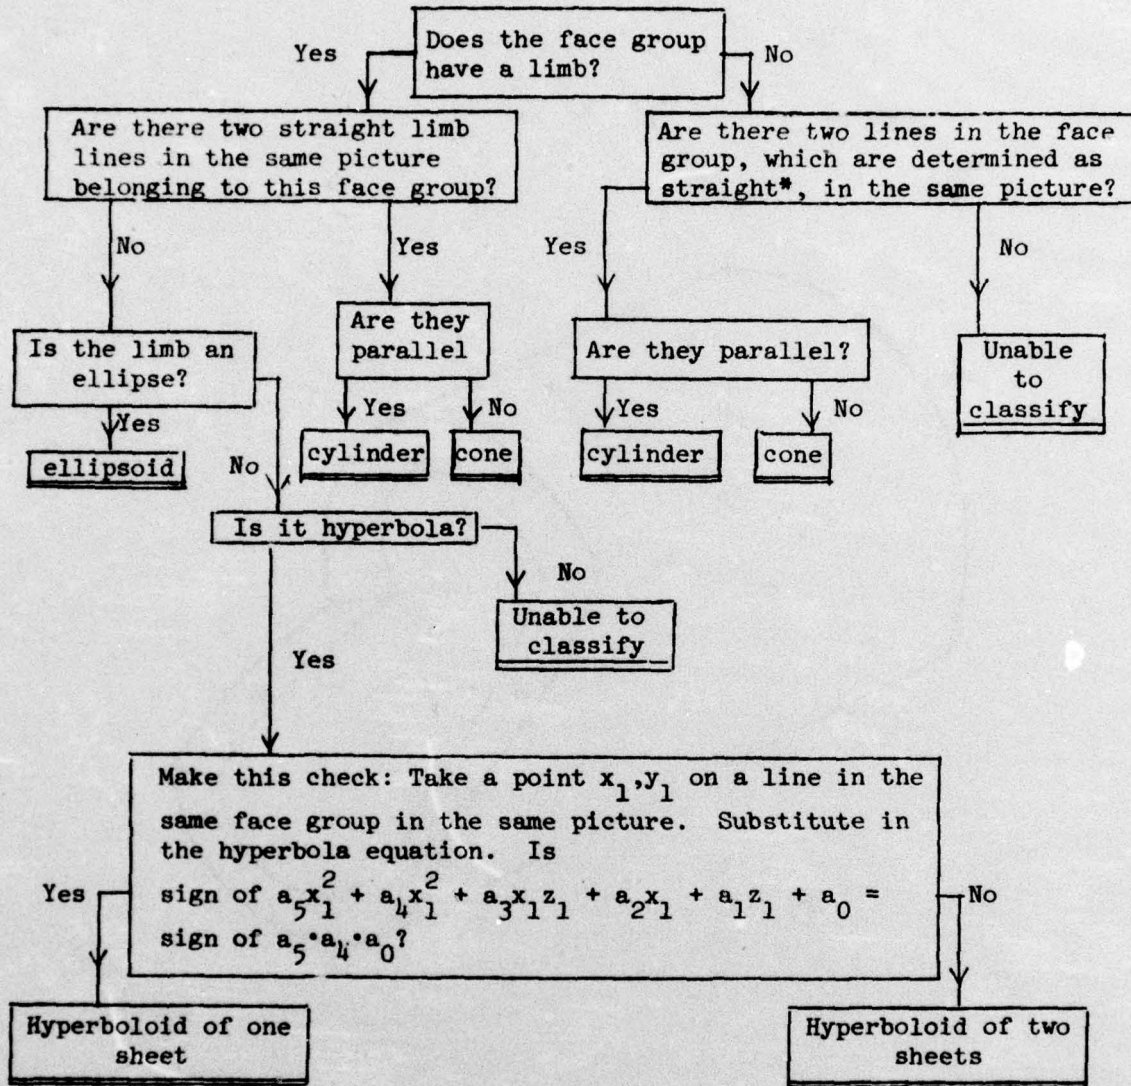 Does the face group
have a limb?
Yes
No
Are there two straight limb
lines in the same picture
belonging to this face group?
Are there two lines in the face
group, which are determined as
straight*, in the same picture?
No
Yes
Yes
No
Is the limb an
ellipse?
Are they
parallel
Are they parallel?
Unable
to
classify
Yes
No
Yes
No
Yes
No
ellipsoid
cylinder
cone
cylinder
cone
Is it hyperbola?
No
Unable to
classify
Yes
Make this check: Take a point x₁,y₁ on a line in the
same face group in the same picture. Substitute in
the hyperbola equation. Is
sign of a₅x₁² + a₄x₁² + a₃x₁z₁ + a₂x₁ + a₁z₁ + a₀ =
sign of a₅·a₄·a₀?
Yes
No
Hyperboloid of one
sheet
Hyperboloid of two
sheets